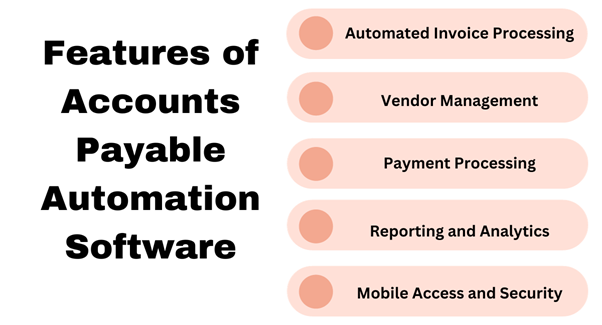 Features of
Accounts
Payable
Automation
Software
Automated Invoice Processing
Vendor Management
Payment Processing
Reporting and Analytics
Mobile Access and Security